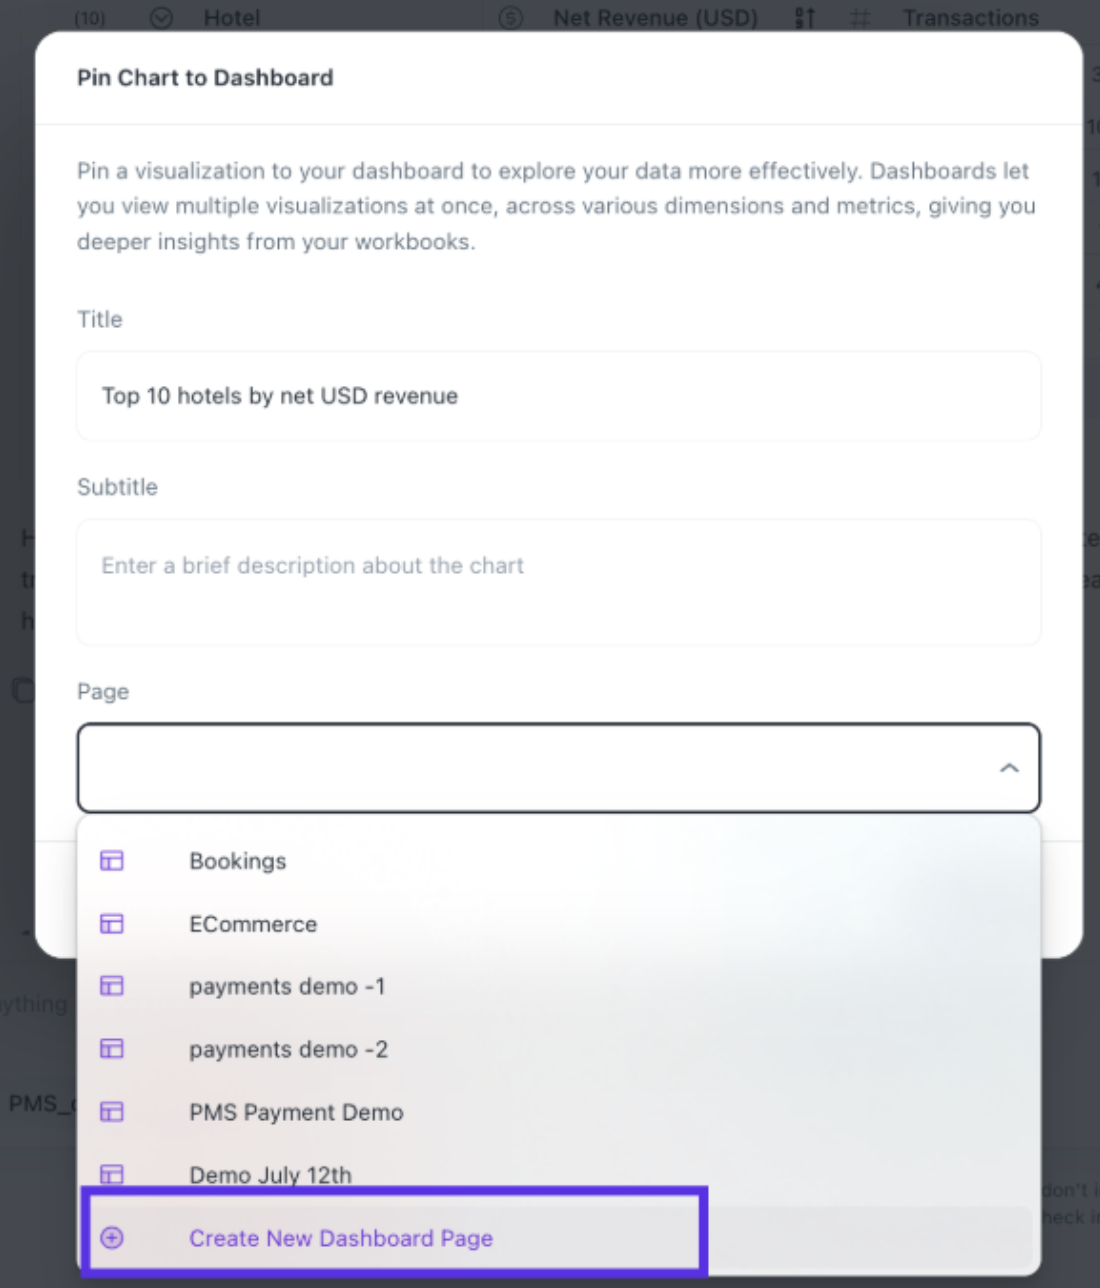 (10) Hotel Net Revenue (USD) Transactions
Pin Chart to Dashboard
Pin a visualization to your dashboard to explore your data more effectively. Dashboards let
you view multiple visualizations at once, across various dimensions and metrics, giving you
deeper insights from your workbooks.
Title
Top 10 hotels by net USD revenue
Subtitle
Enter a brief description about the chart
Page
Bookings
ECommerce
payments demo -1
payments demo -2
PMS Payment Demo
Demo July 12th
Create New Dashboard Page
ything
PMS_
don't